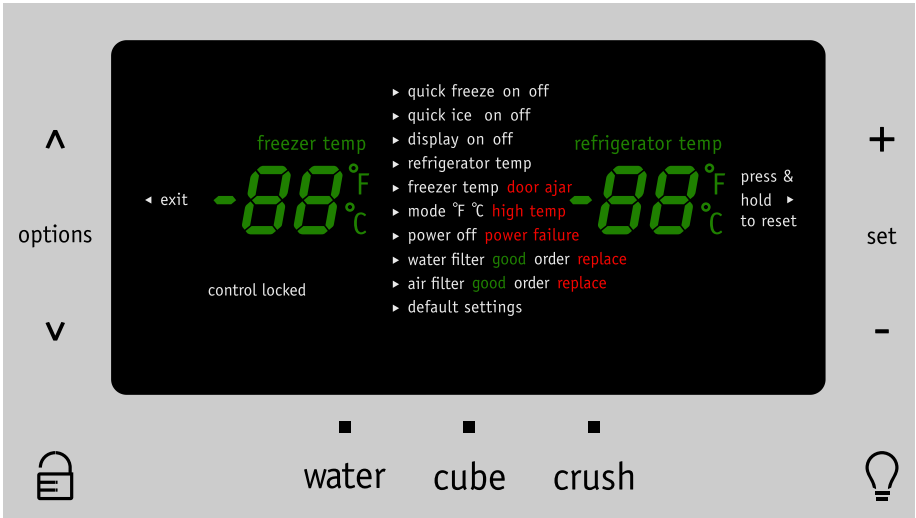 ▸ quick freeze on off
▸ quick ice on off
▸ display on off
▸ refrigerator temp
▸ freezer temp door ajar
▸ mode °F °C high temp
▸ power off power failure
▸ water filter good order replace
▸ air filter good order replace
▸ default settings
freezer temp
-88 °F °C
refrigerator temp
-88 °F °C
◂ exit
control locked
press &
hold ▸
to reset
^
options
v
+
set
-
water
cube
crush